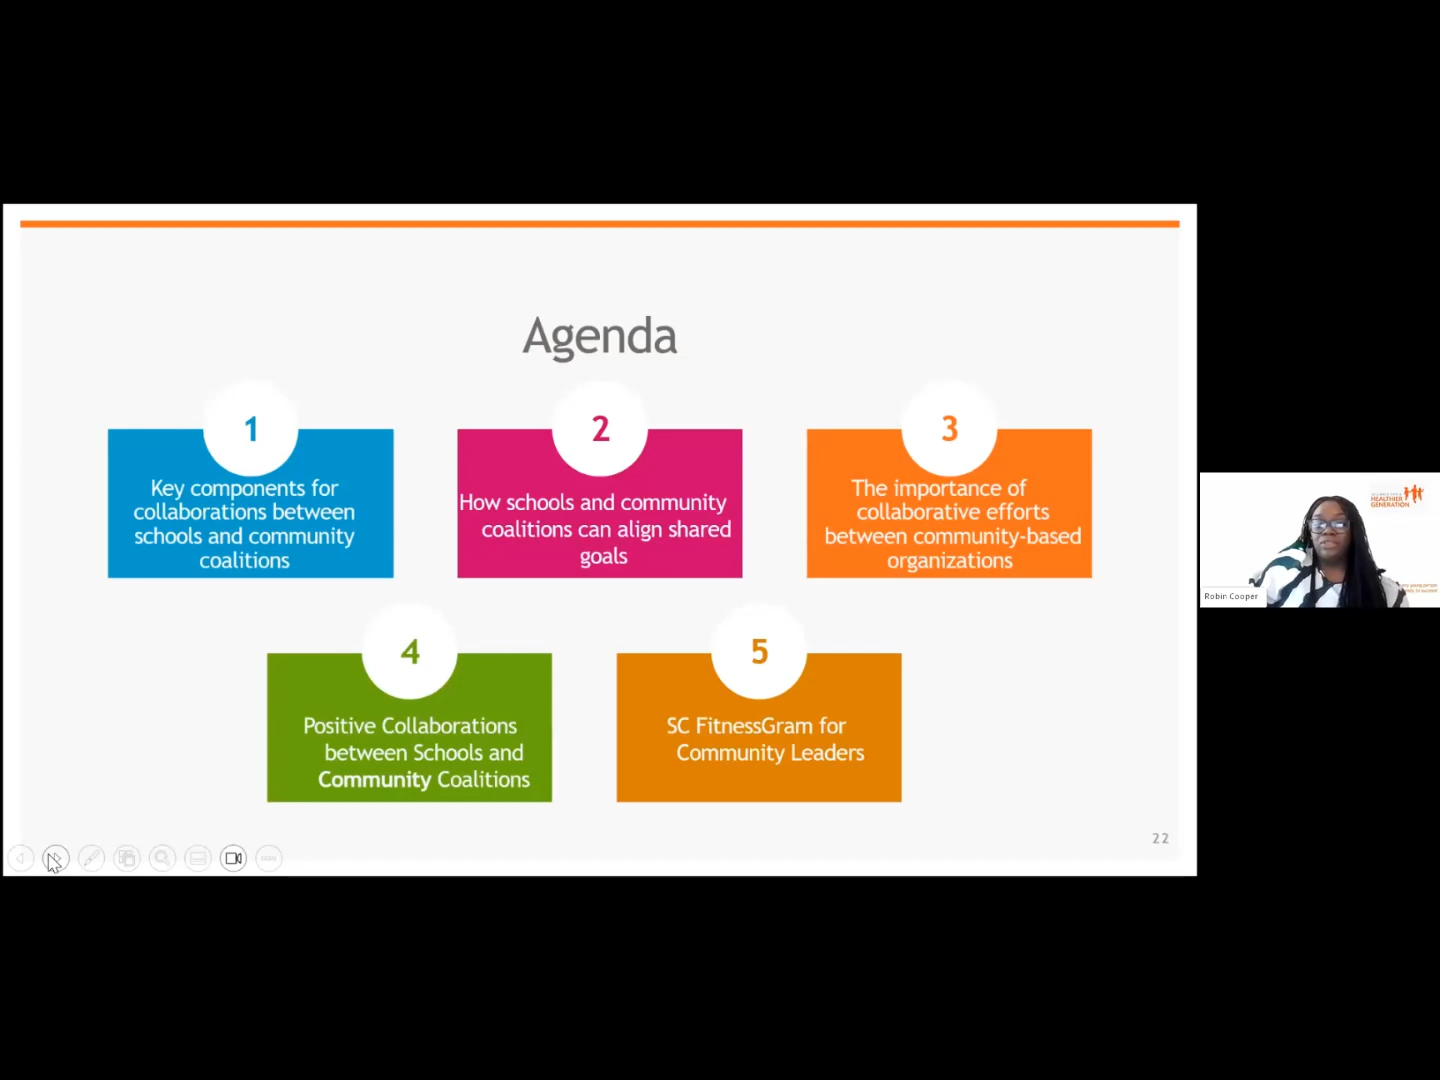 Agenda
1
Key components for
collaborations between
schools and community
coalitions
2
How schools and community
coalitions can align shared
goals
3
The importance of
collaborative efforts
between community-based
organizations
4
Positive Collaborations
between Schools and
Community Coalitions
5
SC FitnessGram for
Community Leaders
22
HEALTHIER
GENERATION
Robin Cooper